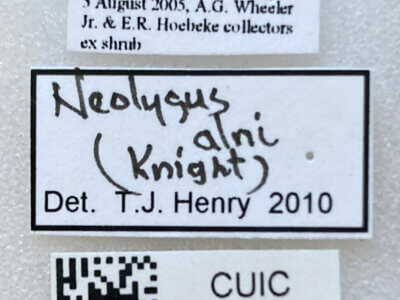 5 August 2005, A.G. Wheeler
Jr. & E.R. Hoebeke collectors
ex shrub
Neolygus
alni
(Knight)
Det. T.J. Henry 2010
CUIC